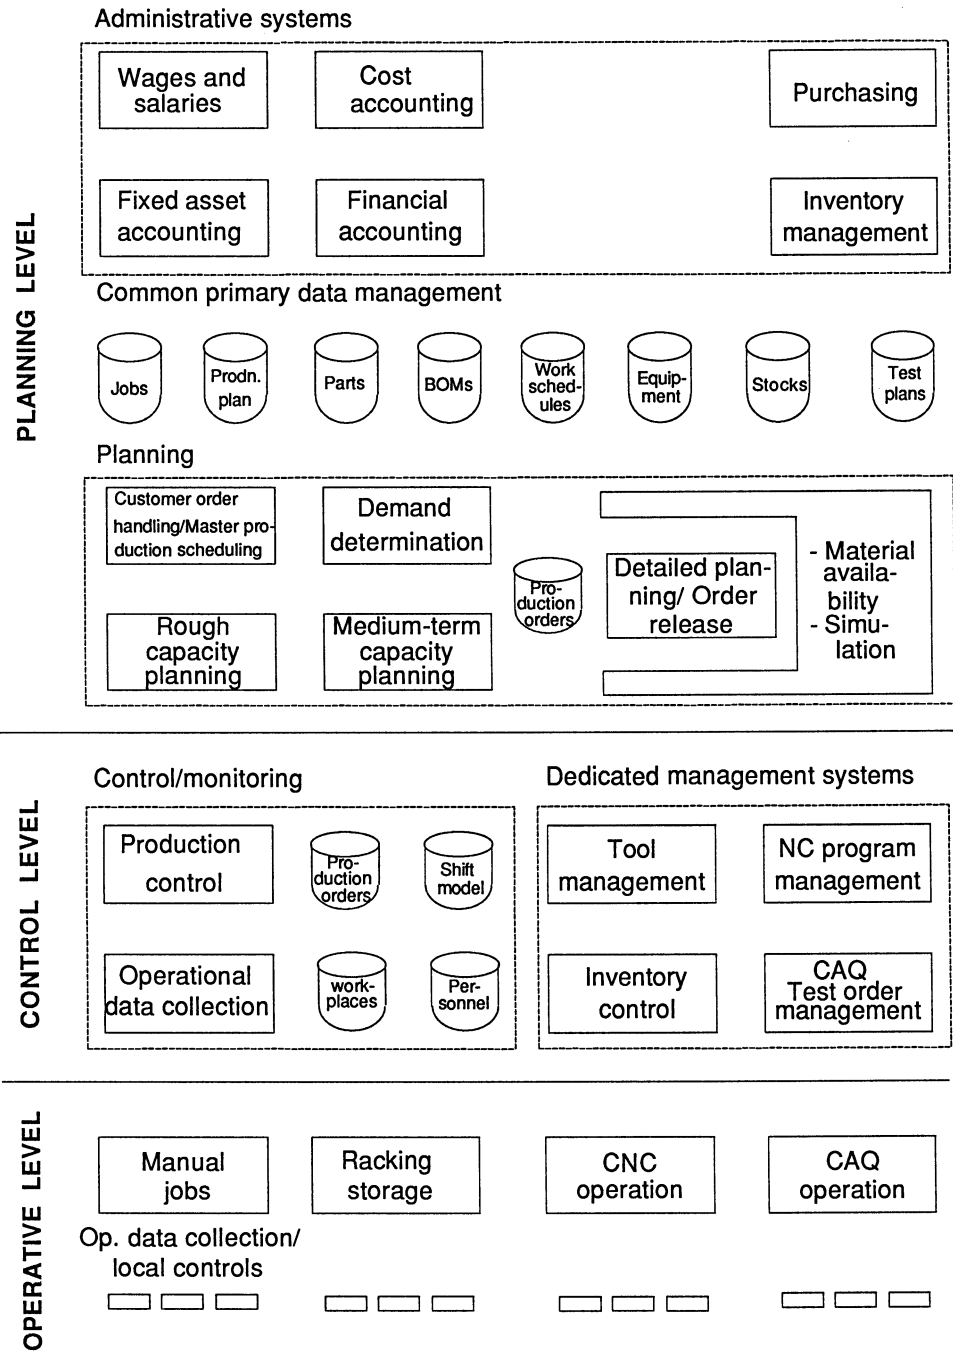 Administrative systems
Wages and
salaries
Cost
accounting
Purchasing
Fixed asset
accounting
Financial
accounting
Inventory
management
PLANNING LEVEL
Common primary data management
Jobs
Prodn.
plan
Parts
BOMs
Work
sched-
ules
Equip-
ment
Stocks
Test
plans
Planning
Customer order
handling/Master pro-
duction scheduling
Demand
determination
Rough
capacity
planning
Medium-term
capacity
planning
Pro-
duction
orders
Detailed plan-
ning/ Order
release
- Material
availa-
bility
- Simu-
lation
CONTROL LEVEL
Control/monitoring
Production
control
Pro-
duction
orders
Shift
model
Operational
data collection
work-
places
Per-
sonnel
Dedicated management systems
Tool
management
NC program
management
Inventory
control
CAQ
Test order
management
OPERATIVE LEVEL
Manual
jobs
Racking
storage
CNC
operation
CAQ
operation
Op. data collection/
local controls